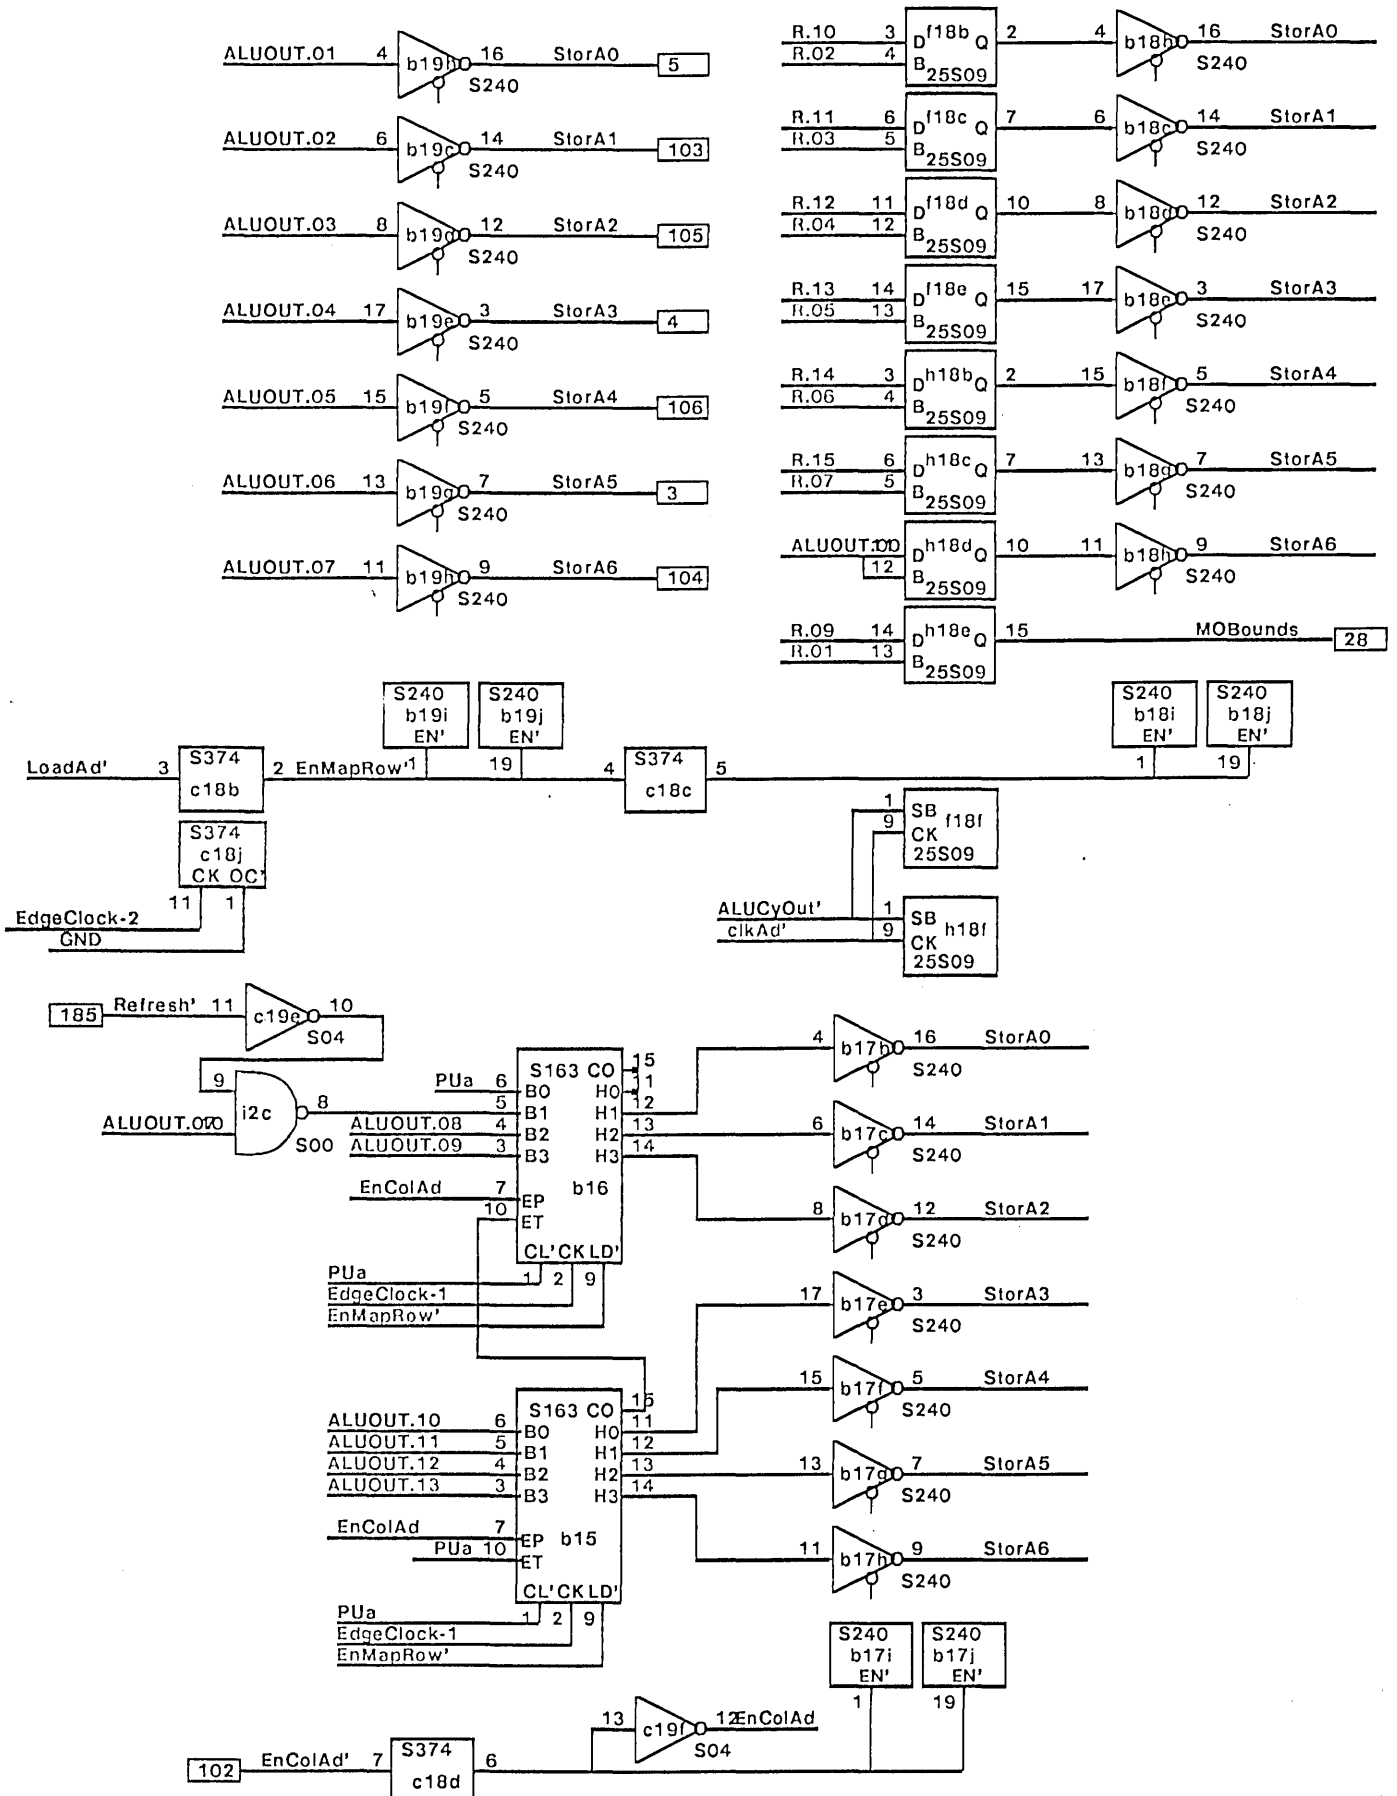 ALUOUT.01 4 b19h 16 StorA0 5
S240
ALUOUT.02 6 b19c 14 StorA1 103
S240
ALUOUT.03 8 b19d 12 StorA2 105
S240
ALUOUT.04 17 b19e 3 StorA3 4
S240
ALUOUT.05 15 b19f 5 StorA4 106
S240
ALUOUT.06 13 b19g 7 StorA5 3
S240
ALUOUT.07 11 b19h 9 StorA6 104
S240
R.10 3 D f18b Q 2 4 b18h 16 StorA0
R.02 4 B 25S09 S240
R.11 6 D f18c Q 7 6 b18c 14 StorA1
R.03 5 B 25S09 S240
R.12 11 D f18d Q 10 8 b18d 12 StorA2
R.04 12 B 25S09 S240
R.13 14 D f18e Q 15 17 b18e 3 StorA3
R.05 13 B 25S09 S240
R.14 3 D h18b Q 2 15 b18f 5 StorA4
R.06 4 B 25S09 S240
R.15 6 D h18c Q 7 13 b18g 7 StorA5
R.07 5 B 25S09 S240
ALUOUT.00 11 D h18d Q 10 11 b18h 9 StorA6
12 B 25S09 S240
R.09 14 D h18e Q 15 MOBounds 28
R.01 13 B 25S09
S240 b19i EN' 1
S240 b19j EN' 19
S240 b18i EN' 1
S240 b18j EN' 19
LoadAd' 3 S374 c18b 2 EnMapRow' 4 S374 c18c 5
S374
c18j
CK OC'
11 1
EdgeClock-2
GND
1 SB f18f
9 CK
25S09
ALUCyOut' 1 SB h18f
clkAd' 9 CK
25S09
185 Refresh' 11 c19e 10
S04
9 i2c 8
ALUOUT.00
S00
S163 CO 15
PUa 6 B0 H0 11
5 B1 H1 12
ALUOUT.08 4 B2 H2 13
ALUOUT.09 3 B3 H3 14
b16
EnColAd 7 EP
10 ET
CL' CK LD'
PUa 1 2 9
EdgeClock-1
EnMapRow'
4 b17h 16 StorA0
S240
6 b17c 14 StorA1
S240
8 b17d 12 StorA2
S240
17 b17e 3 StorA3
S240
15 b17f 5 StorA4
S240
13 b17g 7 StorA5
S240
11 b17h 9 StorA6
S240
S163 CO 15
ALUOUT.10 6 B0 H0 11
ALUOUT.11 5 B1 H1 12
ALUOUT.12 4 B2 H2 13
ALUOUT.13 3 B3 H3 14
EnColAd 7 EP b15
PUa 10 ET
CL' CK LD'
PUa 1 2 9
EdgeClock-1
EnMapRow'
S240 b17i EN' 1
S240 b17j EN' 19
13 c19f 12 EnColAd
S04
102 EnColAd' 7 S374 c18d 6